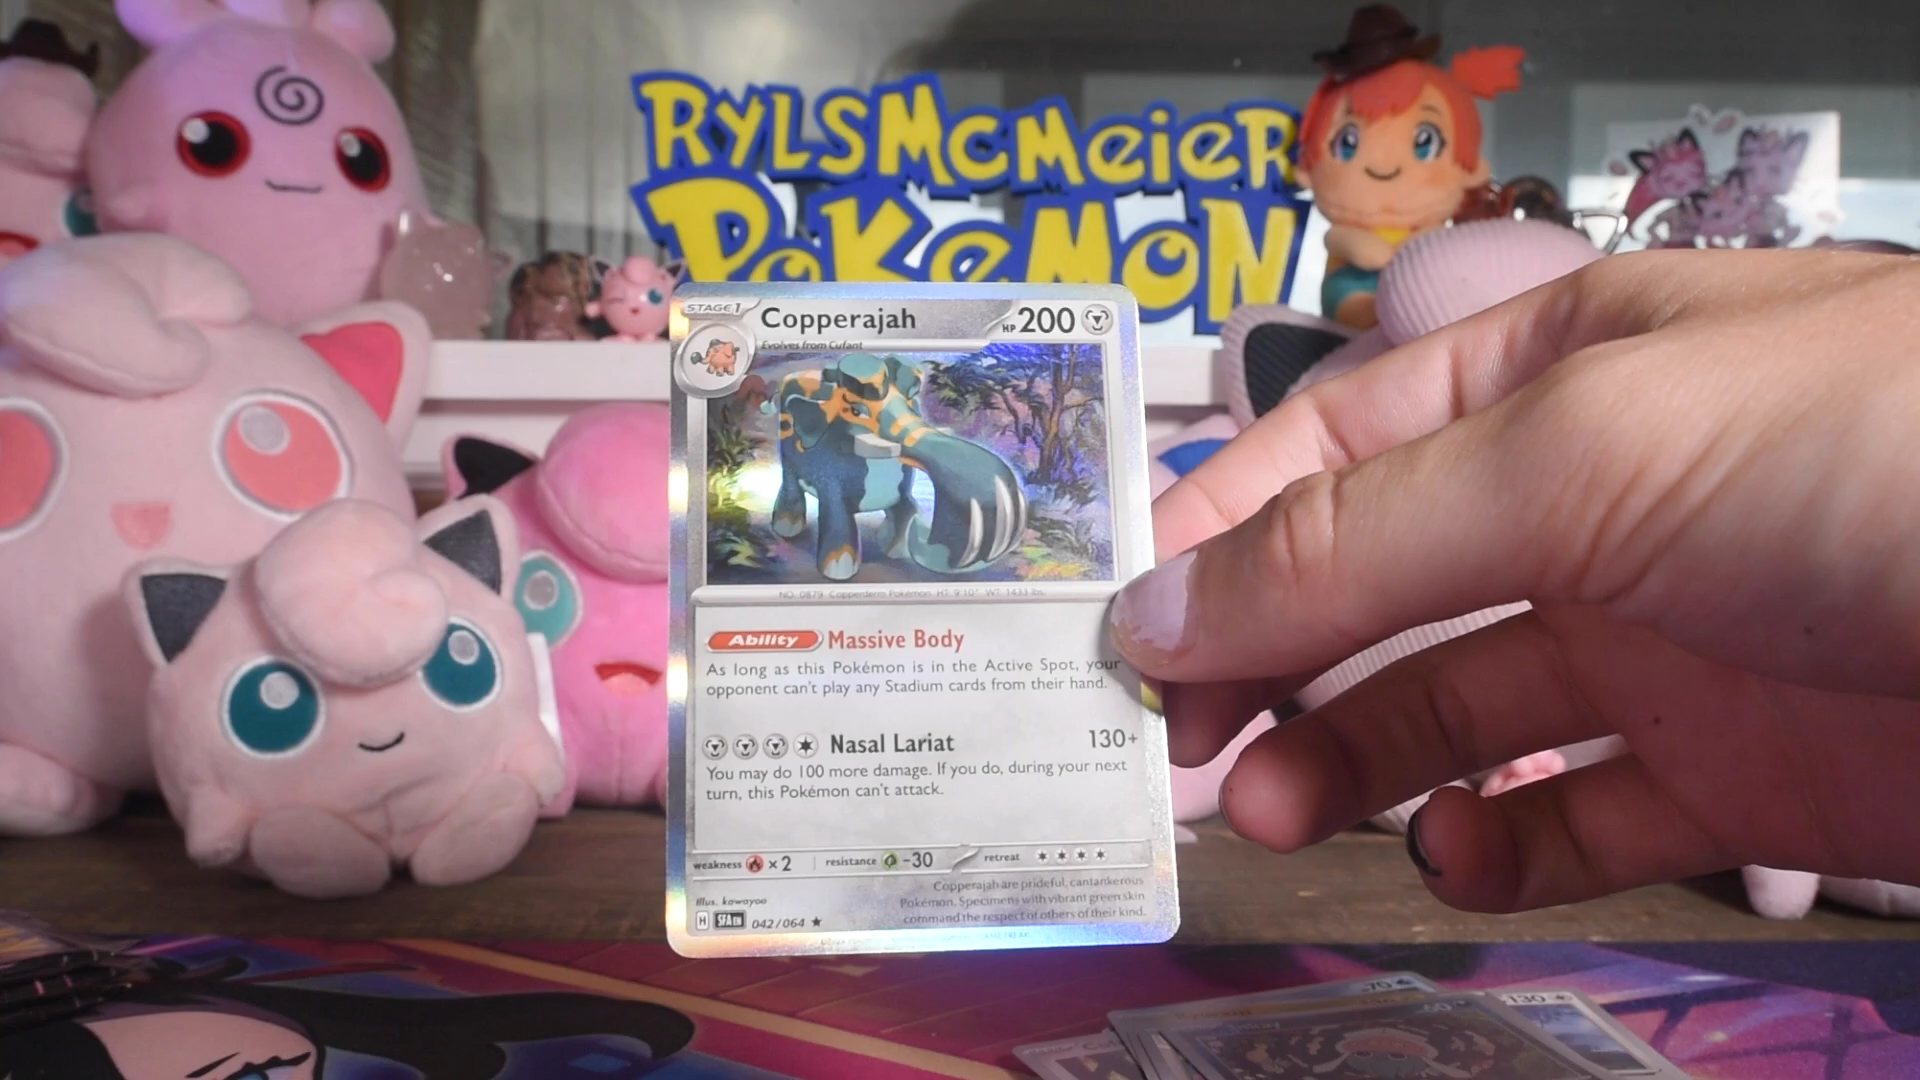 RYLSMCMEIER
POKEMON
STAGE 1
Copperajah
HP 200
Evolves from Cufant
NO. 0879 Copperderm Pokémon HT: 9'10" WT: 1433 lbs.
Ability Massive Body
As long as this Pokémon is in the Active Spot, your
opponent can't play any Stadium cards from their hand.
Nasal Lariat 130+
You may do 100 more damage. If you do, during your next
turn, this Pokémon can't attack.
weakness ×2 resistance -30 retreat
Copperajah are prideful, cantankerous
Pokémon. Specimens with vibrant green skin
command the respect of others of their kind.
Illus. kawayoo
H SFA EN 042/064 ★
70
60
130